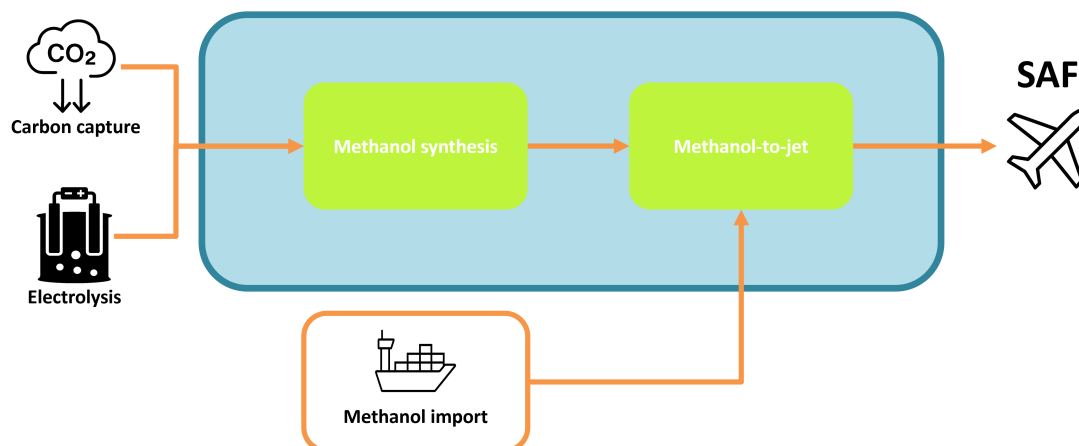 CO₂
Carbon capture
Electrolysis
Methanol synthesis
Methanol-to-jet
Methanol import
SAF